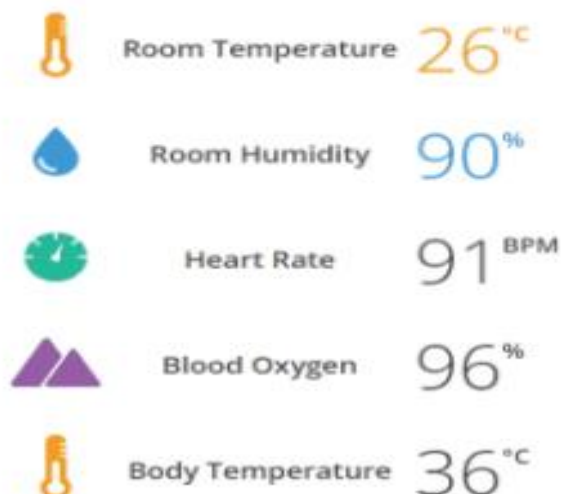 Room Temperature 26°C
Room Humidity 90%
Heart Rate 91 BPM
Blood Oxygen 96%
Body Temperature 36°C